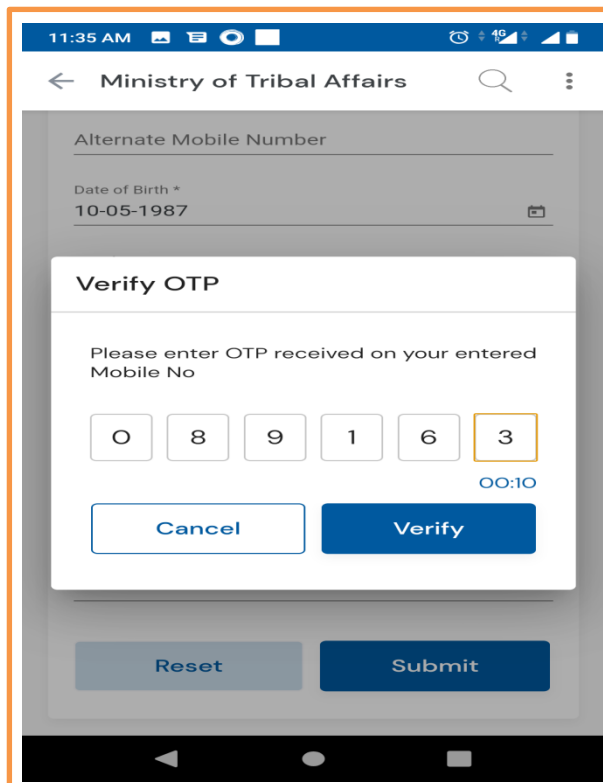 11:35 AM
4G
R
Ministry of Tribal Affairs
Alternate Mobile Number
Date of Birth *
10-05-1987
Verify OTP
Please enter OTP received on your entered
Mobile No
0 8 9 1 6 3
00:10
Cancel Verify
Reset Submit